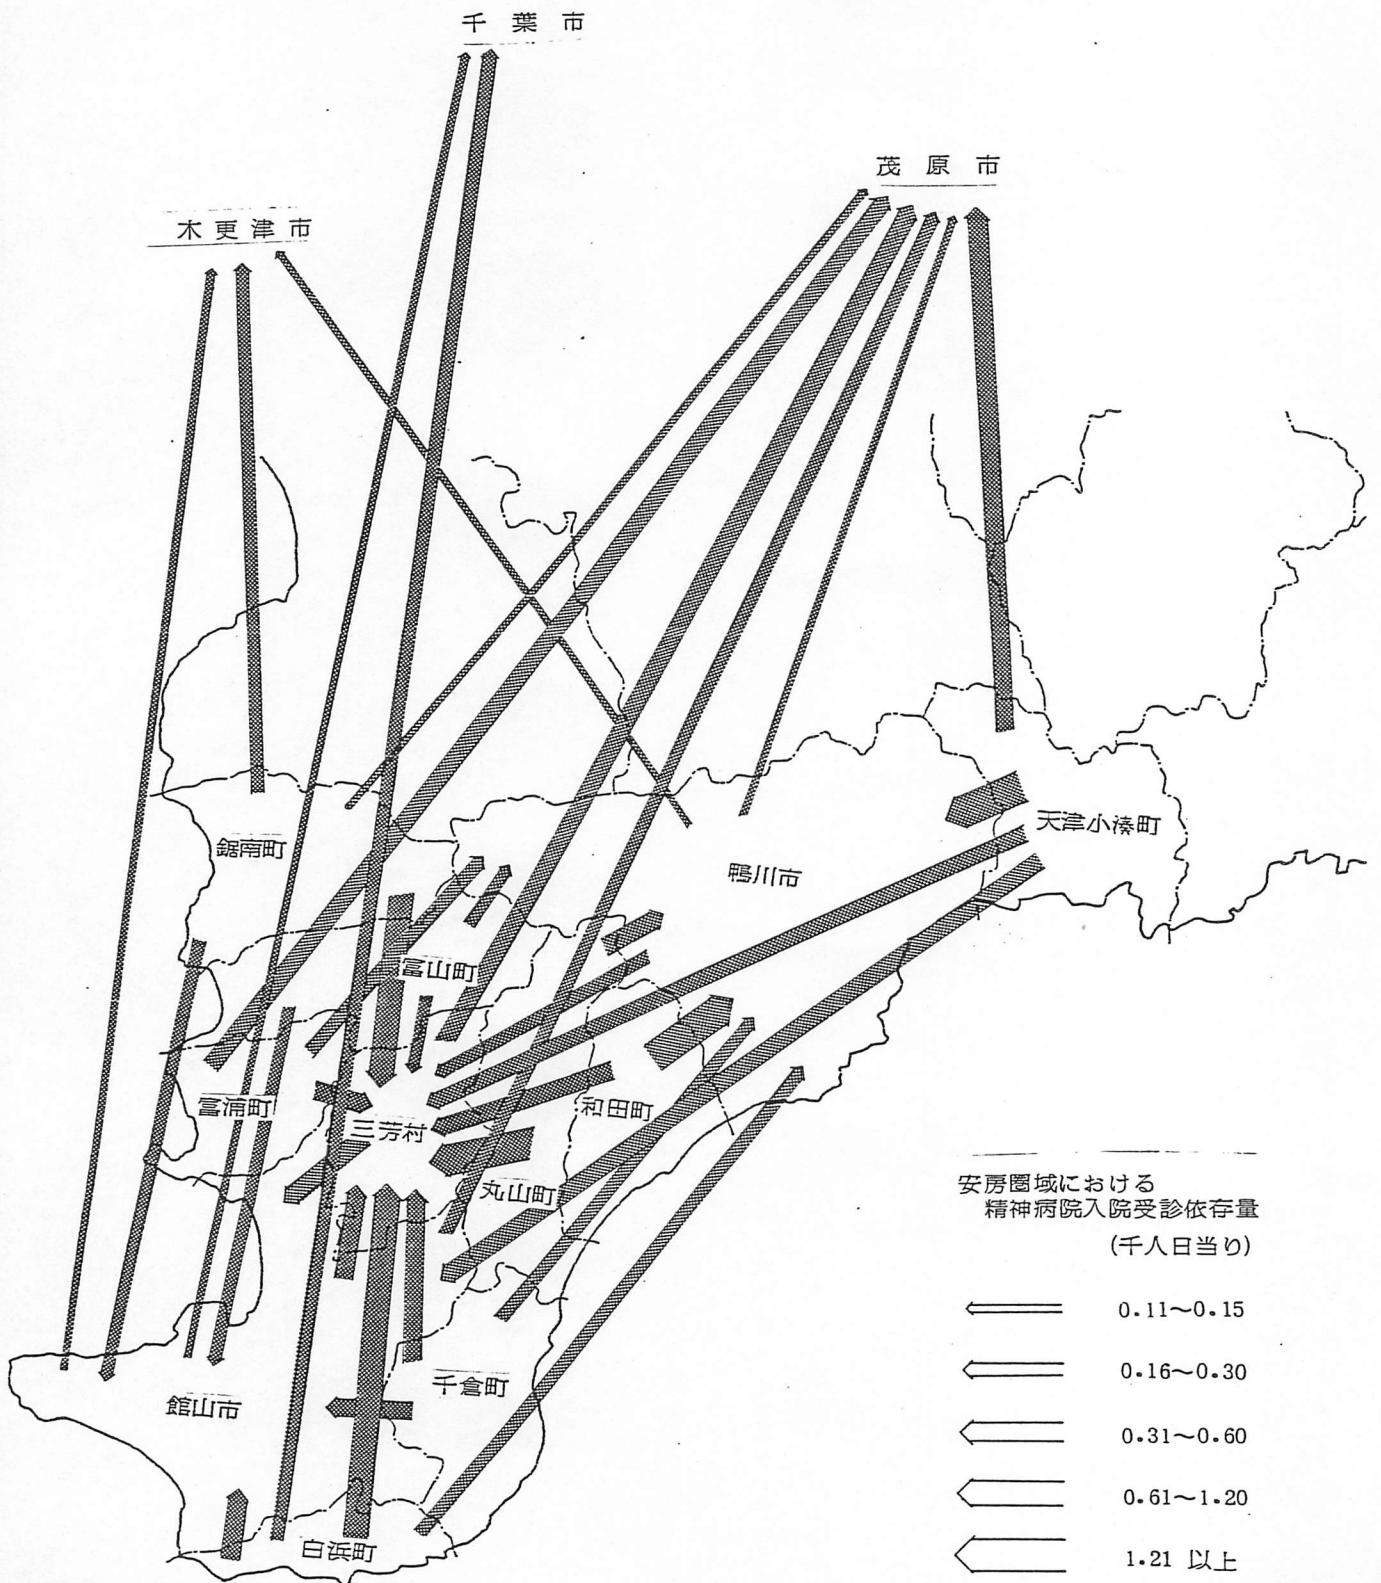 千葉市
茂原市
木更津市
鋸南町
天津小湊町
鴨川市
富山町
富浦町
三芳村
和田町
丸山町
館山市
千倉町
白浜町
安房圏域における
精神病院入院受診依存量
(千人日当り)
0.11~0.15
0.16~0.30
0.31~0.60
0.61~1.20
1.21 以上